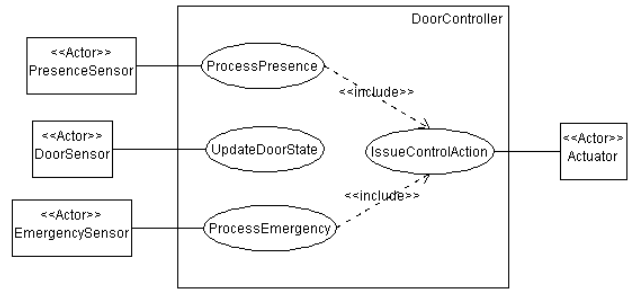 DoorController
<<Actor>>
PresenceSensor
ProcessPresence
<<include>>
<<Actor>>
DoorSensor
UpdateDoorState
IssueControlAction
<<Actor>>
Actuator
<<include>>
<<Actor>>
EmergencySensor
ProcessEmergency